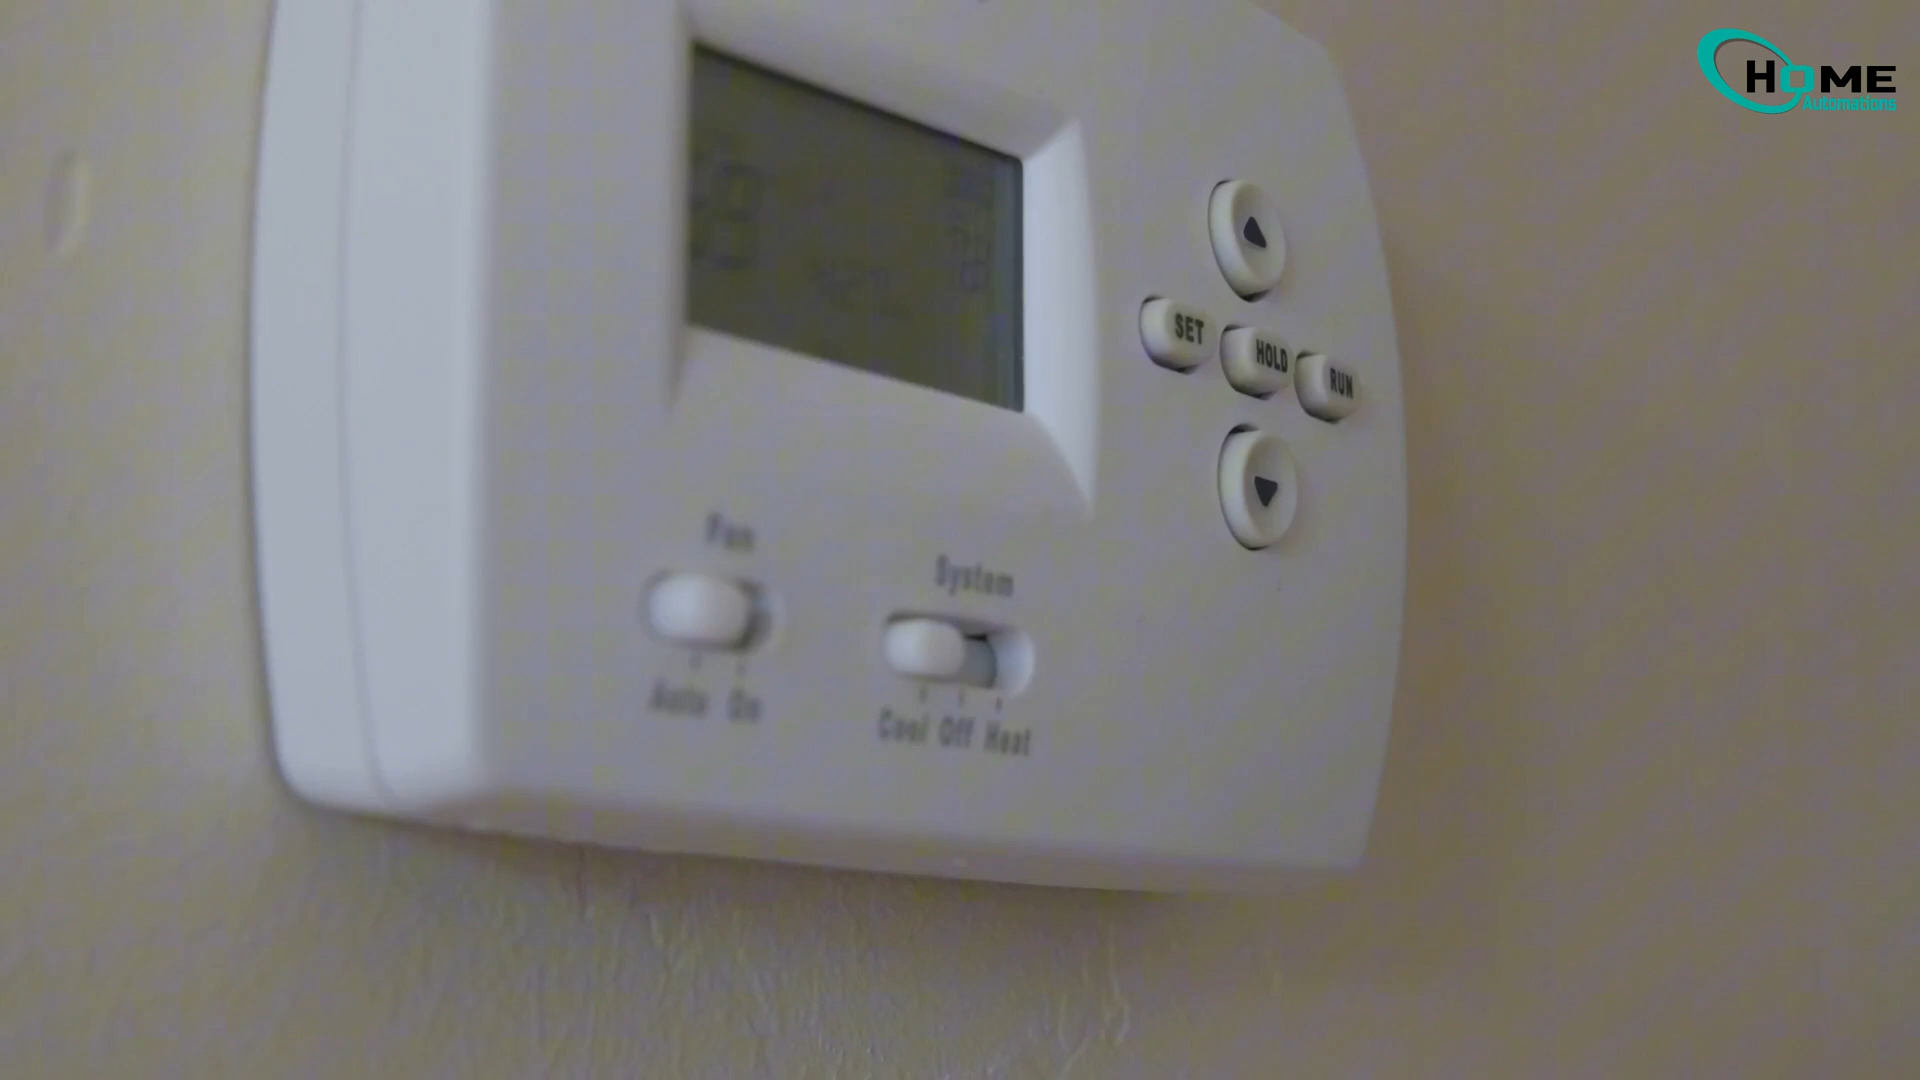 HOME
Automations
SET HOLD RUN
Fan
System
Auto On
Cool Off Heat